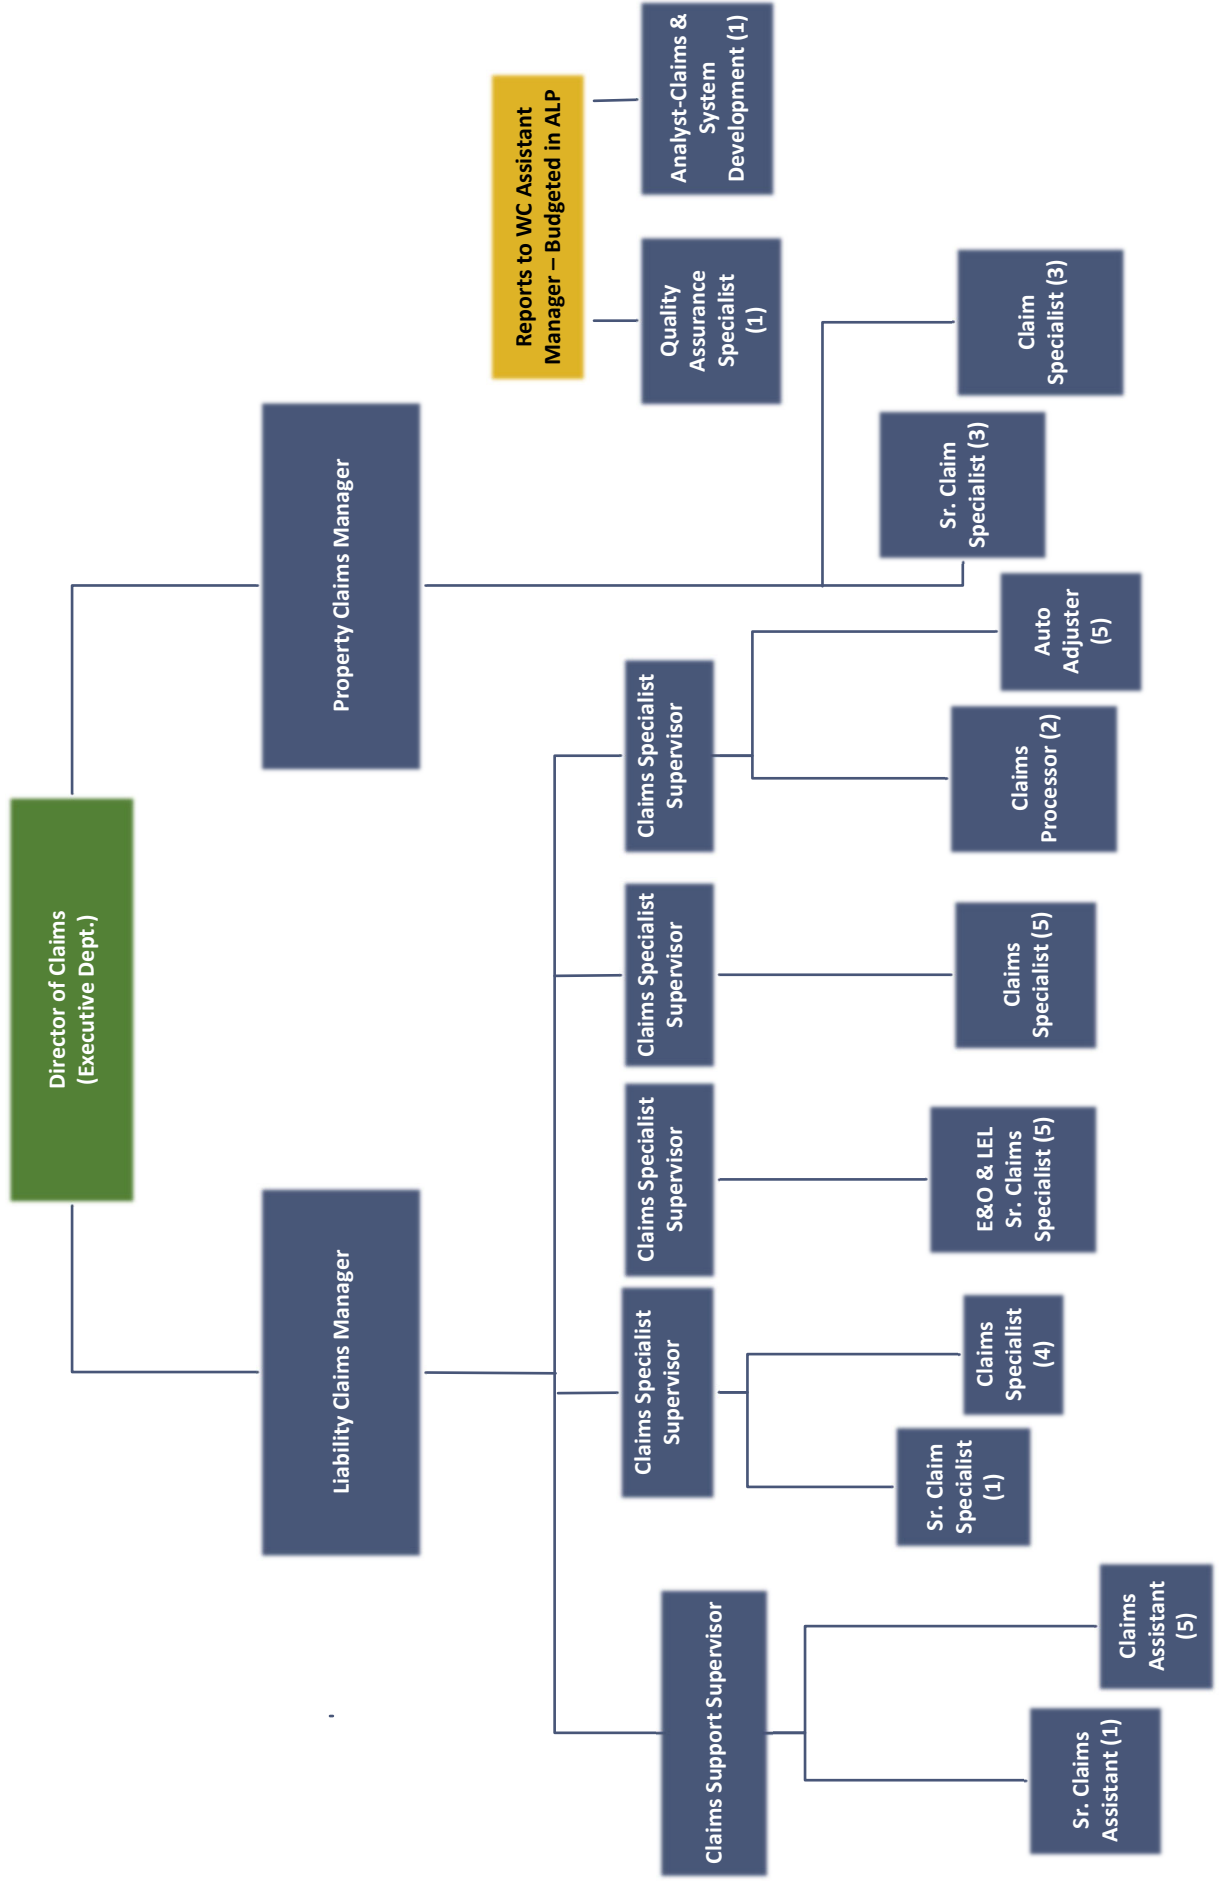 Director of Claims
(Executive Dept.)
Liability Claims Manager
Property Claims Manager
Reports to WC Assistant
Manager – Budgeted in ALP
Claims Support Supervisor
Claims Specialist
Supervisor
Claims Specialist
Supervisor
Claims Specialist
Supervisor
Claims Specialist
Supervisor
Quality
Assurance
Specialist
(1)
Analyst-Claims &
System
Development (1)
Sr. Claims
Assistant (1)
Claims
Assistant
(5)
Sr. Claim
Specialist
(1)
Claims
Specialist
(4)
E&O & LEL
Sr. Claims
Specialist (5)
Claims
Specialist (5)
Claims
Processor (2)
Auto
Adjuster
(5)
Sr. Claim
Specialist (3)
Claim
Specialist (3)